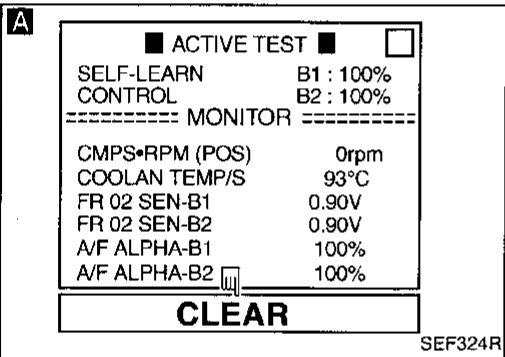 A
■ ACTIVE TEST ■
SELF-LEARN B1 : 100%
CONTROL B2 : 100%
========= MONITOR =========
CMPS•RPM (POS) 0rpm
COOLAN TEMP/S 93°C
FR 02 SEN-B1 0.90V
FR 02 SEN-B2 0.90V
A/F ALPHA-B1 100%
A/F ALPHA-B2 100%
CLEAR
SEF324R